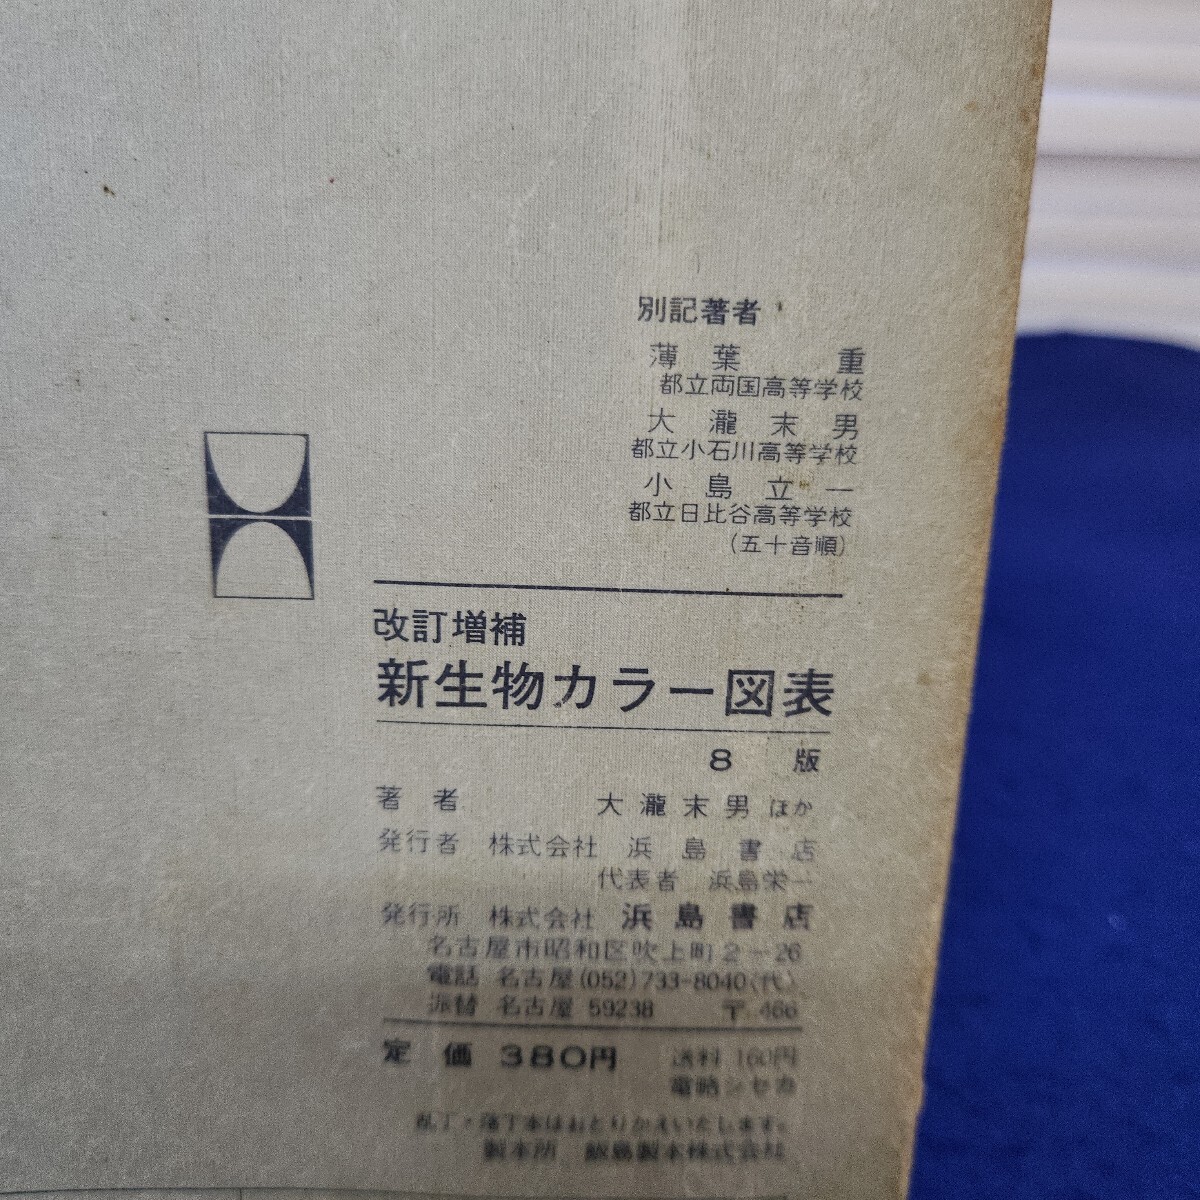 別記著者
薄葉 重
都立両国高等学校
大瀧末男
都立小石川高等学校
小島立一
都立日比谷高等学校
(五十音順)
改訂増補
新生物カラー図表
8 版
著者 大瀧末男ほか
発行者 株式会社 浜島書店
代表者 浜島栄一
発行所 株式会社 浜島書店
名古屋市昭和区吹上町2-26
電話 名古屋(052)733-8040(代)
振替 名古屋 59238 〒466
定価 380円 送料 160円
電略シセカ
乱丁・落丁本はおとりかえいたします。
製本所 飯島製本株式会社